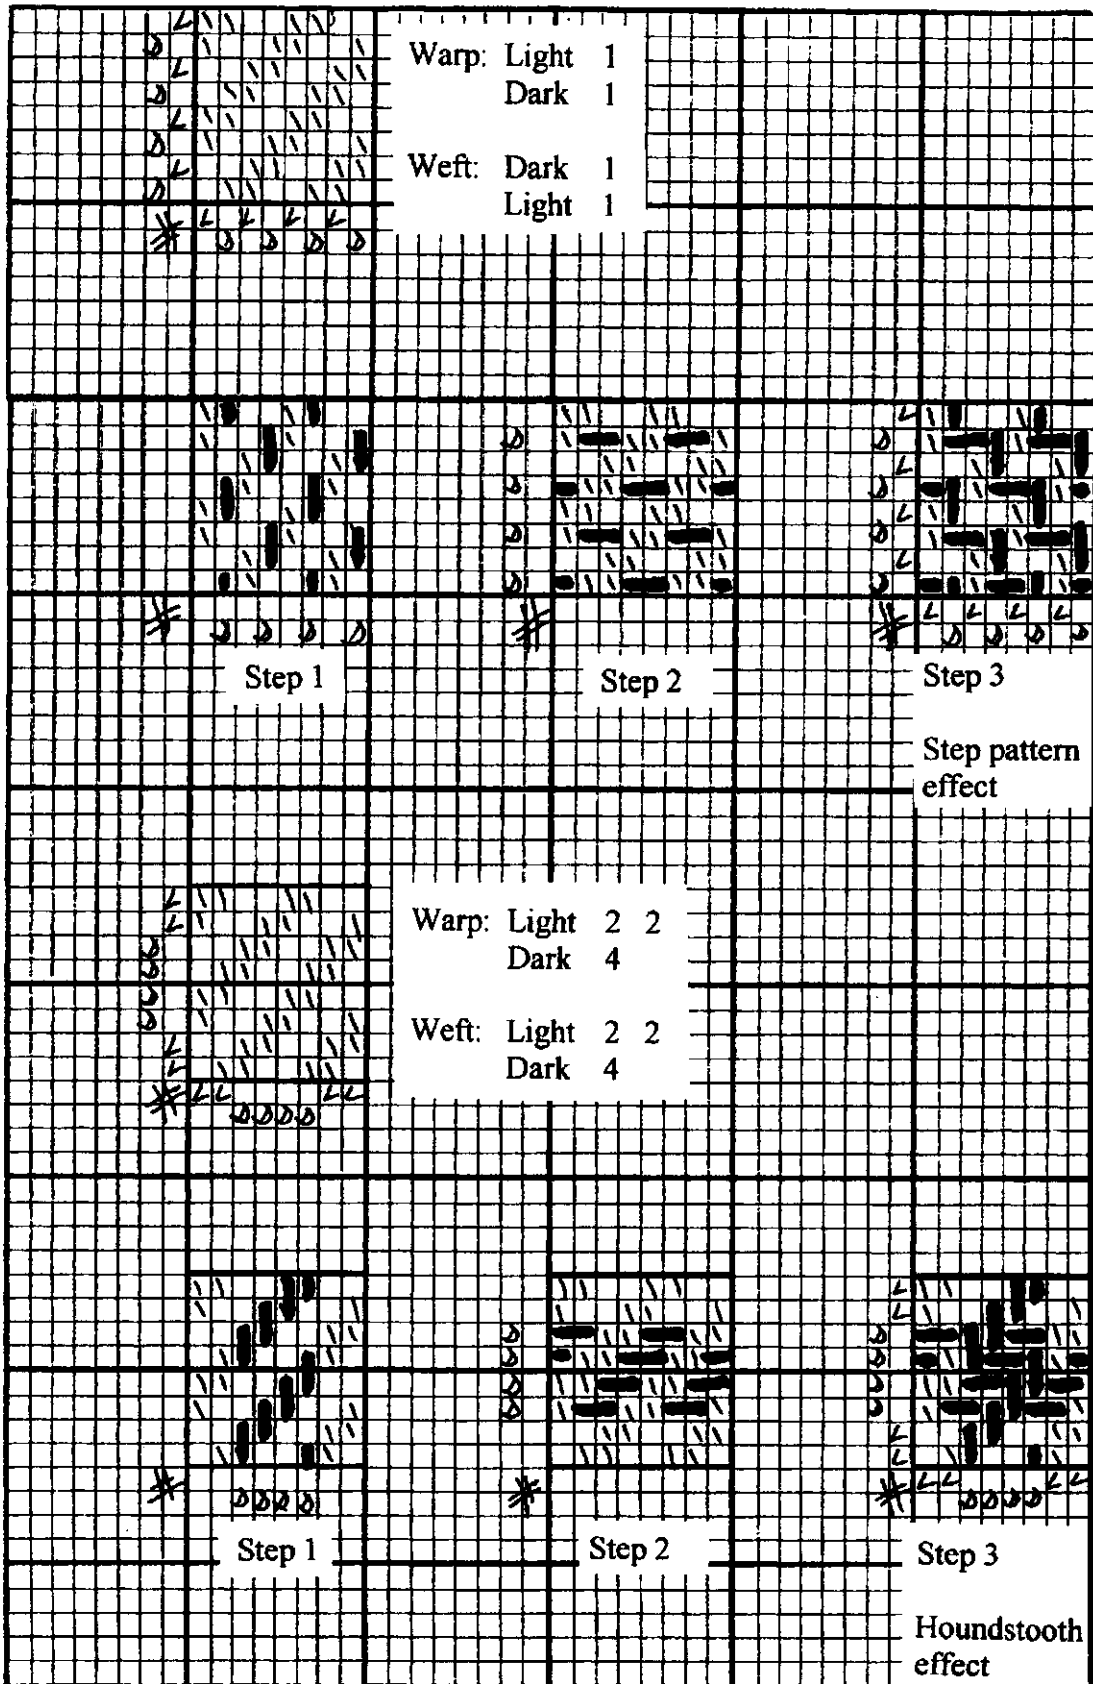 Warp: Light 1
Dark 1
Weft: Dark 1
Light 1
L
D
L
D
L
D
L
D
L L L L
D D D D
L
D
L
D
L
D
L
D
D
D
D
D
D D D D
L L L L
D D D D
Step 1
Step 2
Step 3
Step pattern
effect
Warp: Light 2 2
Dark 4
Weft: Light 2 2
Dark 4
L
L
D
D
D
D
L
L
L L L L
D D D D
D
D
D
D
L
L
D
D
D
D
L
L
D D D D
L L L L
D D D D
Step 1
Step 2
Step 3
Houndstooth
effect